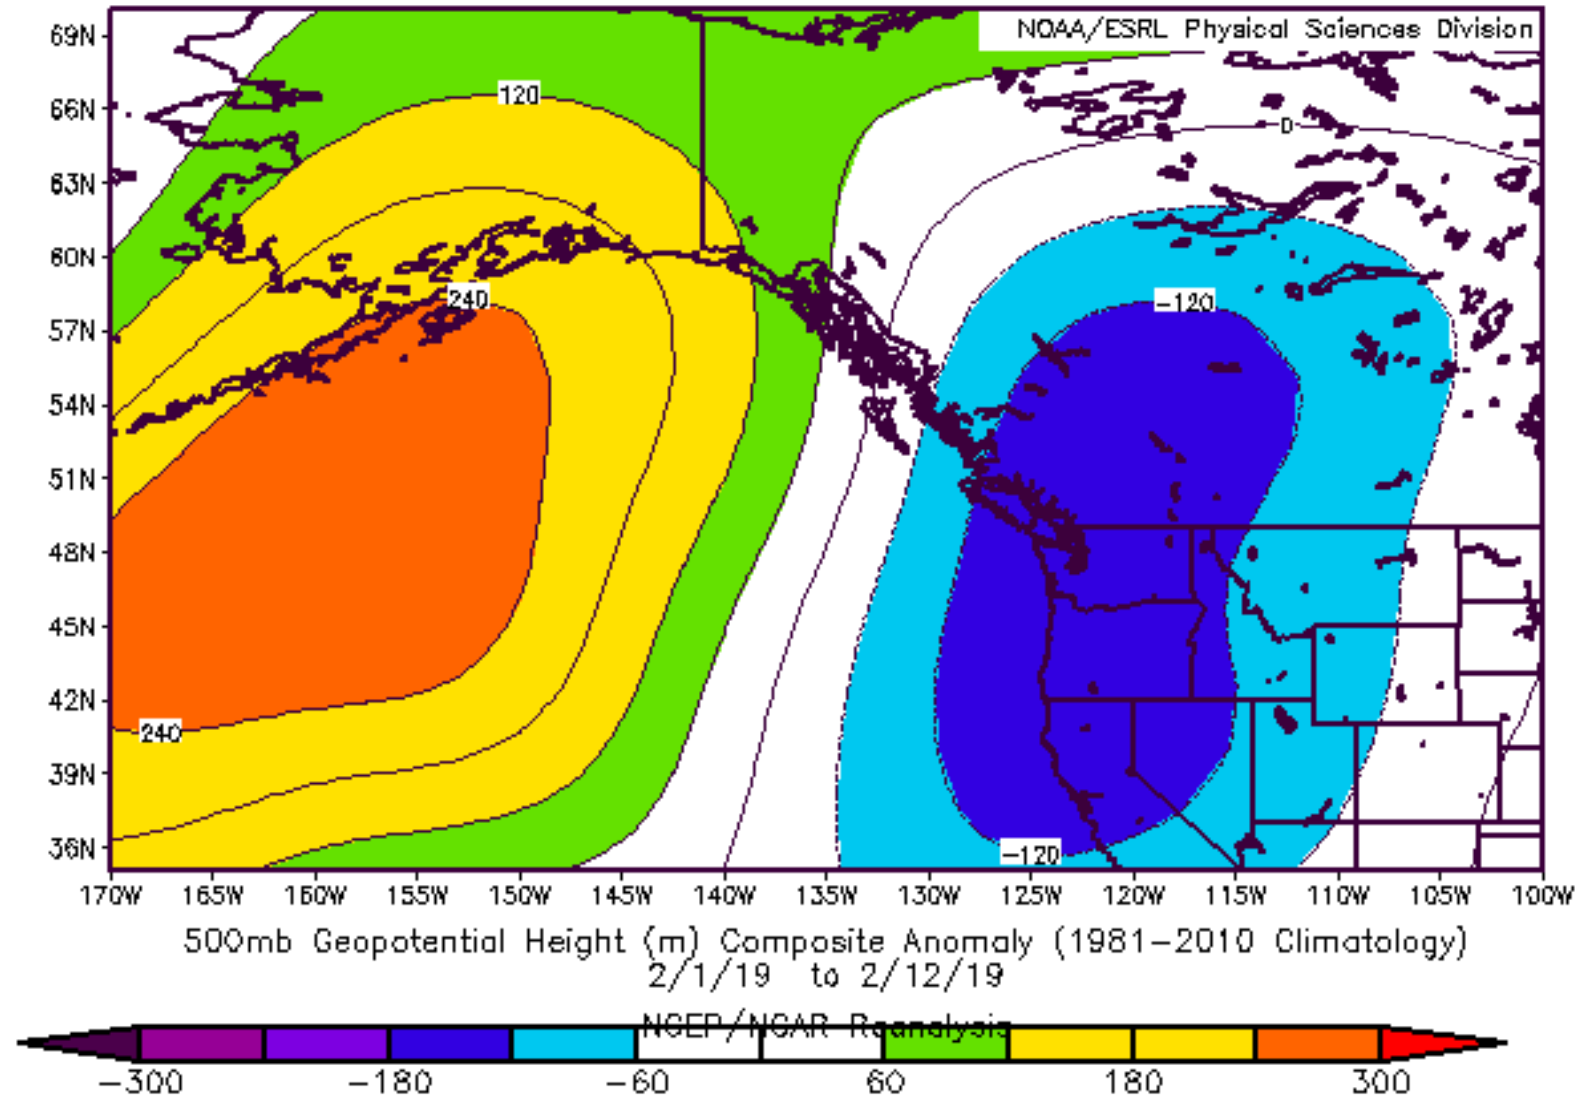 NOAA/ESRL Physical Sciences Division
69N
66N
63N
60N
57N
54N
51N
48N
45N
42N
39N
36N
120
0
240
-120
240
-120
170W 165W 160W 155W 150W 145W 140W 135W 130W 125W 120W 115W 110W 105W 100W
500mb Geopotential Height (m) Composite Anomaly (1981-2010 Climatology)
2/1/19 to 2/12/19
NCEP/NCAR Reanalysis
-300 -180 -60 60 180 300